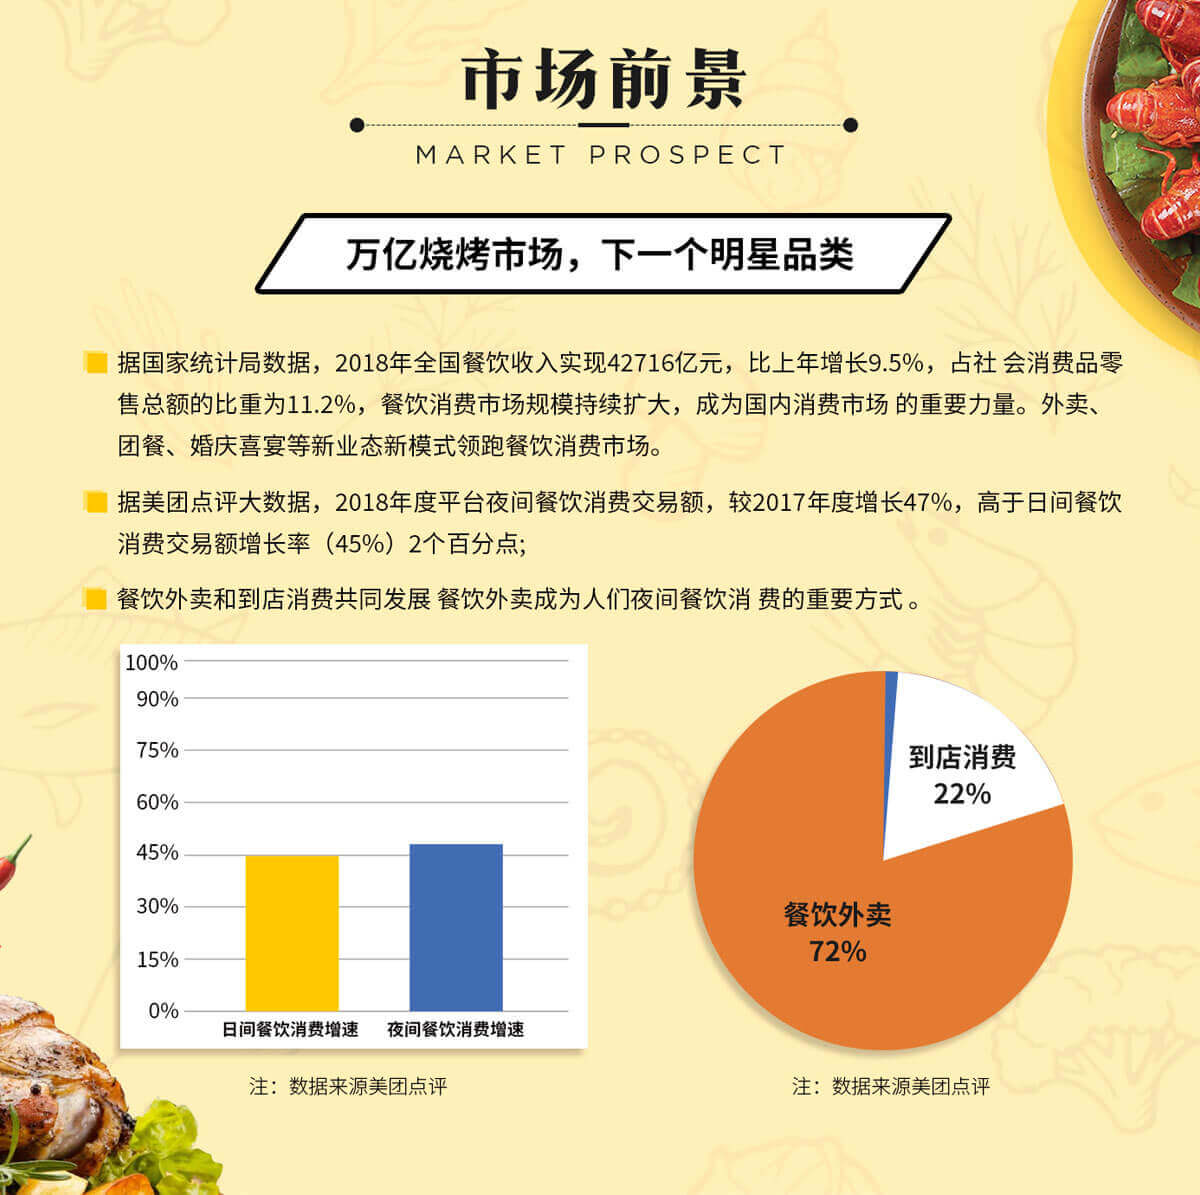 市场前景
MARKET PROSPECT
万亿烧烤市场，下一个明星品类
据国家统计局数据，2018年全国餐饮收入实现42716亿元，比上年增长9.5%，占社 会消费品零
售总额的比重为11.2%，餐饮消费市场规模持续扩大，成为国内消费市场 的重要力量。外卖、
团餐、婚庆喜宴等新业态新模式领跑餐饮消费市场。
据美团点评大数据，2018年度平台夜间餐饮消费交易额，较2017年度增长47%，高于日间餐饮
消费交易额增长率（45%）2个百分点;
餐饮外卖和到店消费共同发展 餐饮外卖成为人们夜间餐饮消 费的重要方式 。
100%
90%
75%
60%
45%
30%
15%
0%
日间餐饮消费增速 夜间餐饮消费增速
注：数据来源美团点评
到店消费
22%
餐饮外卖
72%
注：数据来源美团点评